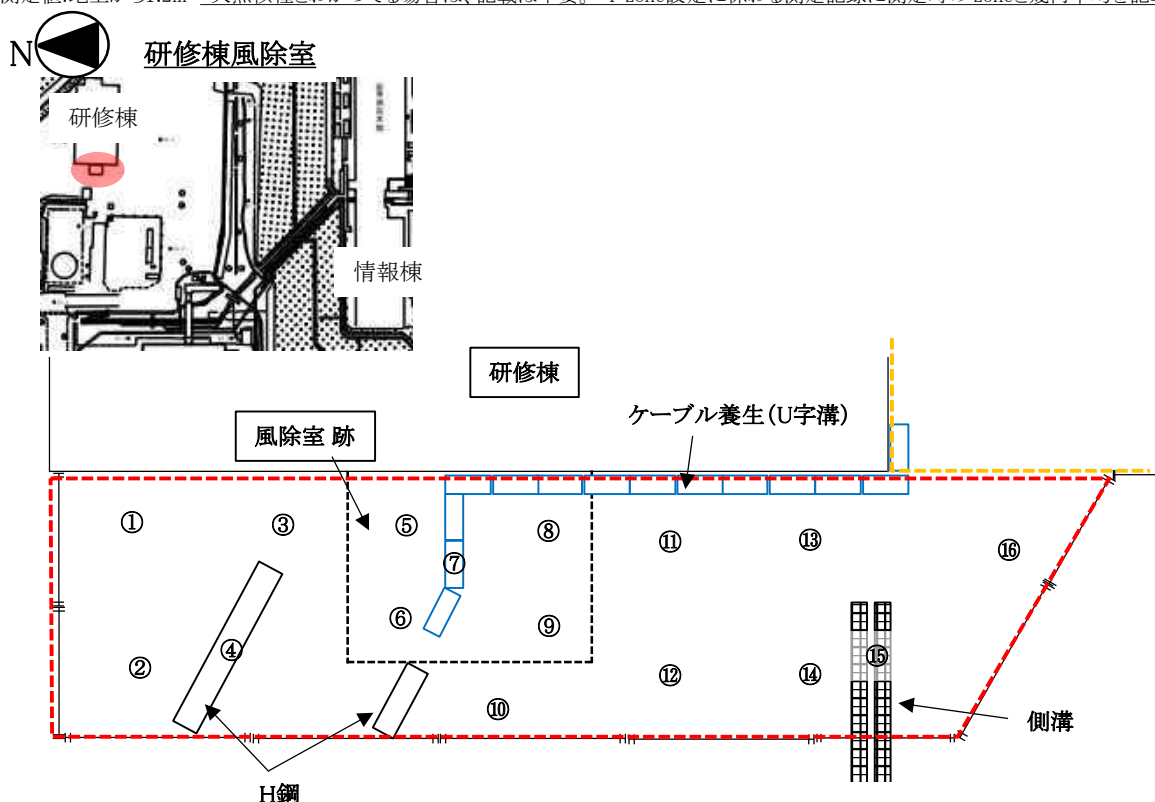 N
研修棟風除室
研修棟
情報棟
研修棟
ケーブル養生(U字溝)
風除室 跡
①
③
⑤
⑧
⑪
⑬
⑯
⑦
⑥
⑨
④
②
⑫
⑭
⑮
⑩
側溝
H鋼